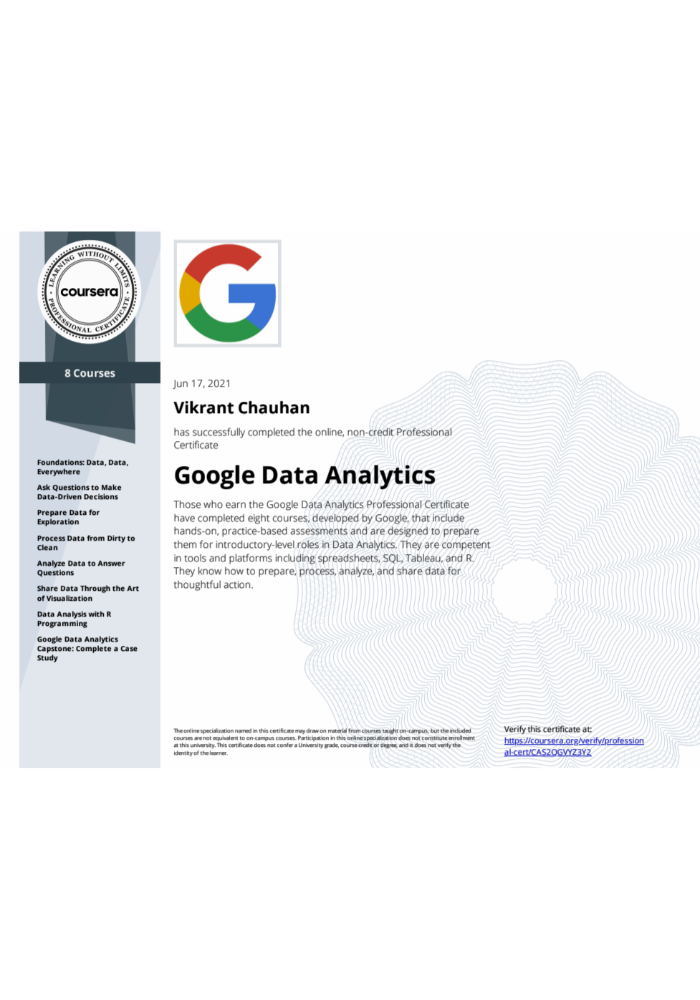 LEARNING WITHOUT LIMITS
coursera
PROFESSIONAL CERTIFICATE
8 Courses
Foundations: Data, Data,
Everywhere
Ask Questions to Make
Data-Driven Decisions
Prepare Data for
Exploration
Process Data from Dirty to
Clean
Analyze Data to Answer
Questions
Share Data Through the Art
of Visualization
Data Analysis with R
Programming
Google Data Analytics
Capstone: Complete a Case
Study
Jun 17, 2021
Vikrant Chauhan
has successfully completed the online, non-credit Professional
Certificate
Google Data Analytics
Those who earn the Google Data Analytics Professional Certificate
have completed eight courses, developed by Google, that include
hands-on, practice-based assessments and are designed to prepare
them for introductory-level roles in Data Analytics. They are competent
in tools and platforms including spreadsheets, SQL, Tableau, and R.
They know how to prepare, process, analyze, and share data for
thoughtful action.
The online specialization named in this certificate may draw on material from courses taught on-campus, but the included
courses are not equivalent to on-campus courses. Participation in this online specialization does not constitute enrollment
at this university. This certificate does not confer a University grade, course credit or degree, and it does not verify the
identity of the learner.
Verify this certificate at:
https://coursera.org/verify/profession
al-cert/CAS2QGVYZ3Y2